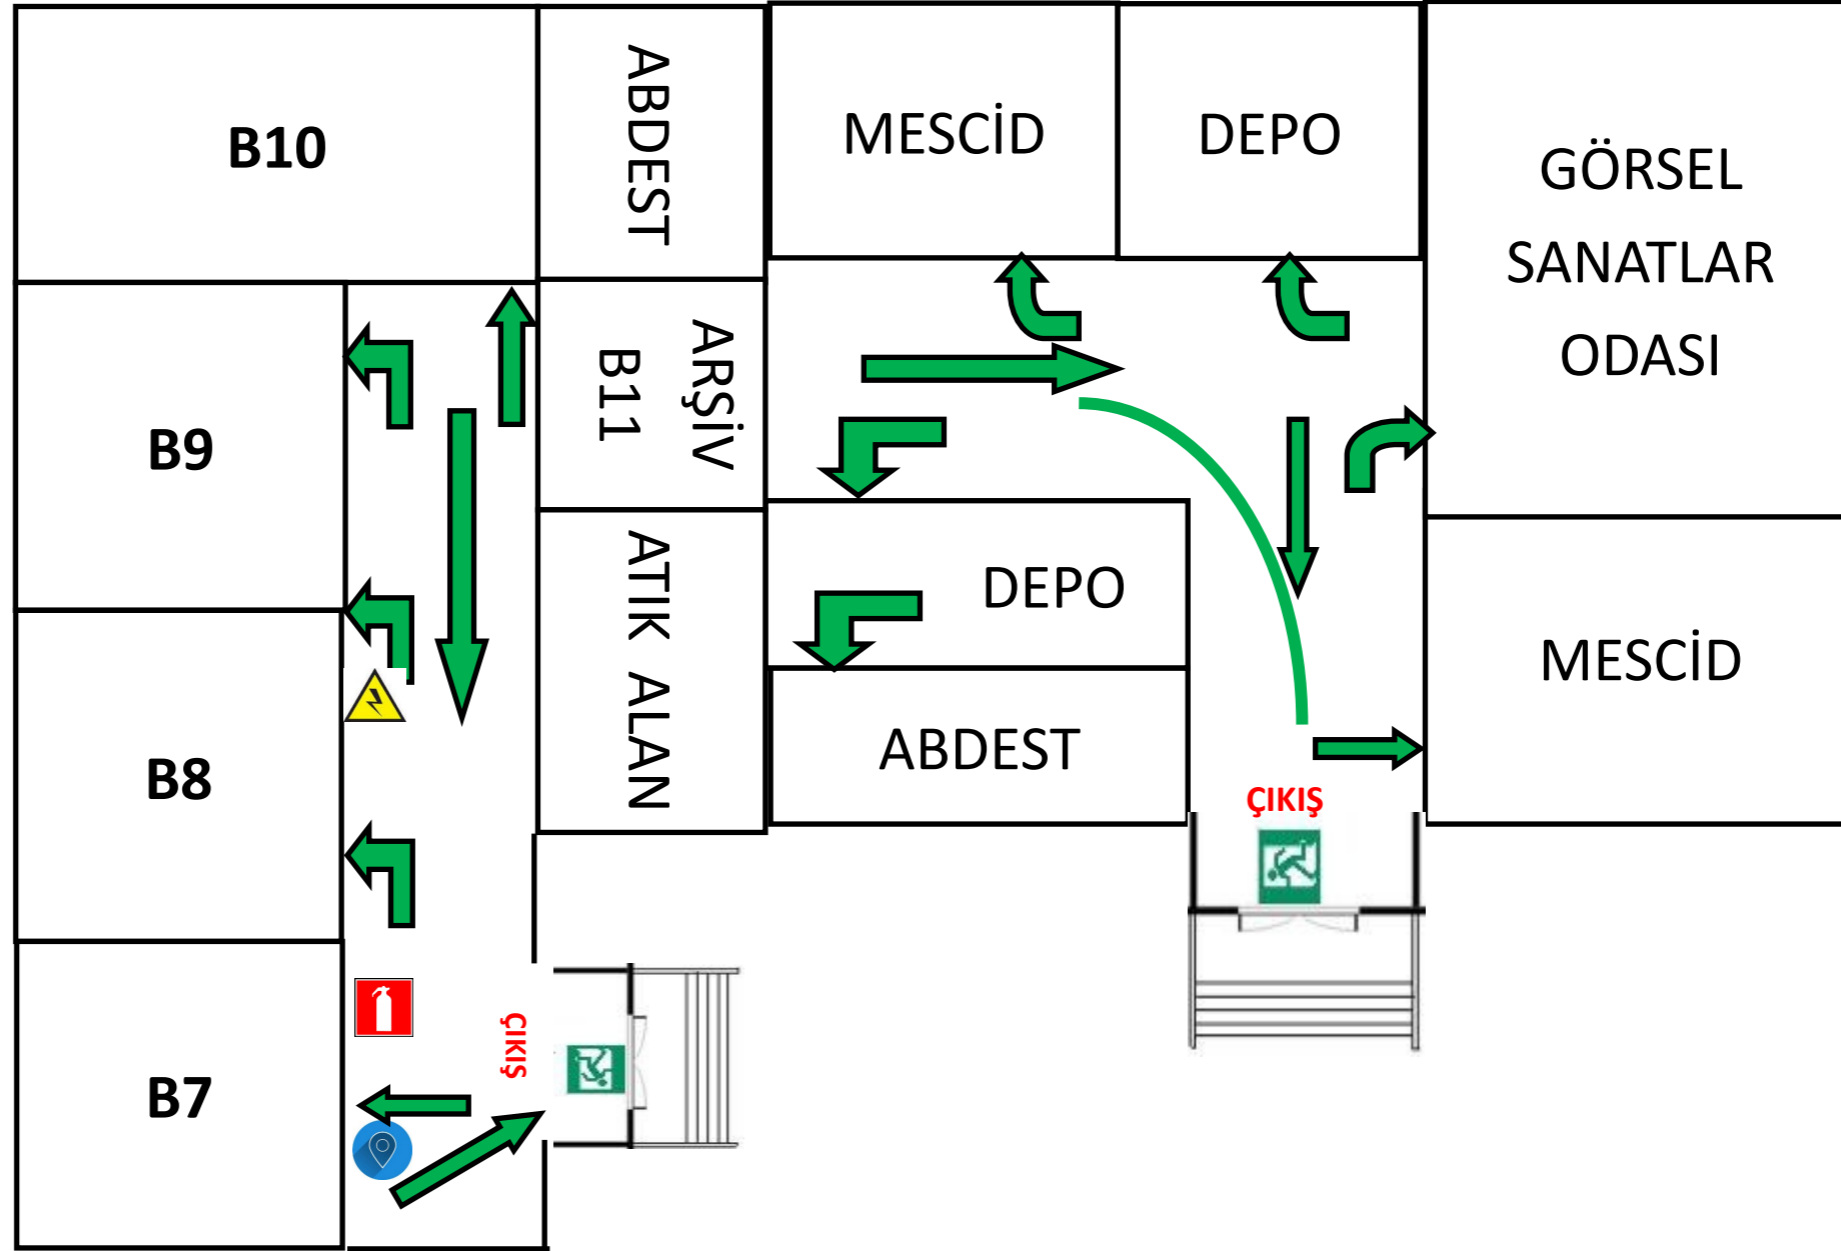 B10
ABDEST
MESCİD
DEPO
GÖRSEL
SANATLAR
ODASI
B9
ARŞİV
B11
DEPO
ATIK ALAN
MESCİD
B8
ABDEST
ÇIKIŞ
B7
ÇIKIŞ